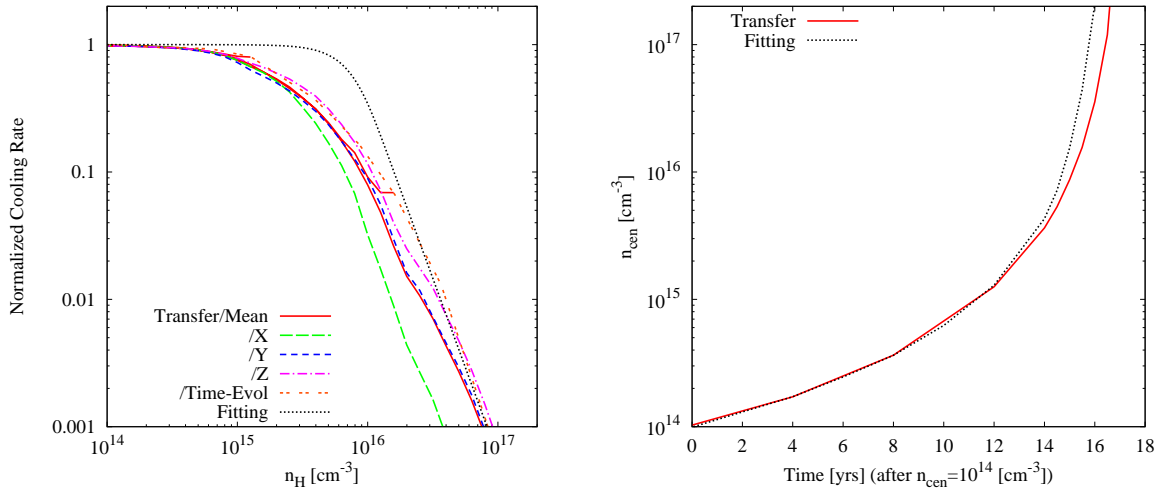 1
0.1
0.01
0.001
Normalized Cooling Rate
Transfer/Mean
/X
/Y
/Z
/Time-Evol
Fitting
10^14 10^15 10^16 10^17
n_H [cm^-3]
Transfer
Fitting
10^17
10^16
10^15
10^14
n_cen [cm^-3]
0 2 4 6 8 10 12 14 16 18
Time [yrs] (after n_cen=10^14 [cm^-3])